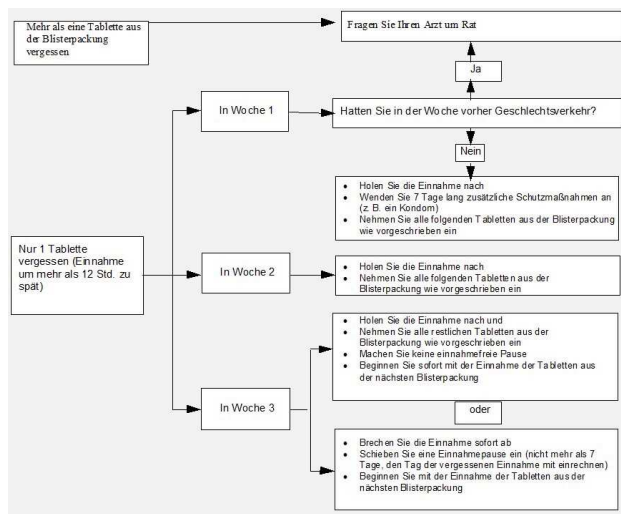 Mehr als eine Tablette aus
der Blisterpackung
vergessen
Fragen Sie Ihren Arzt um Rat
Ja
In Woche 1
Hatten Sie in der Woche vorher Geschlechtsverkehr?
Nein
• Holen Sie die Einnahme nach
• Wenden Sie 7 Tage lang zusätzliche Schutzmaßnahmen an
(z. B. ein Kondom)
• Nehmen Sie alle folgenden Tabletten aus der Blisterpackung
wie vorgeschrieben ein
Nur 1 Tablette
vergessen (Einnahme
um mehr als 12 Std. zu
spät)
In Woche 2
• Holen Sie die Einnahme nach
• Nehmen Sie alle folgenden Tabletten aus der
Blisterpackung wie vorgeschrieben ein
In Woche 3
• Holen Sie die Einnahme nach und
• Nehmen Sie alle restlichen Tabletten aus der
Blisterpackung wie vorgeschrieben ein
• Machen Sie keine einnahmefreie Pause
• Beginnen Sie sofort mit der Einnahme der Tabletten aus
der nächsten Blisterpackung
oder
• Brechen Sie die Einnahme sofort ab
• Schieben Sie eine Einnahmepause ein (nicht mehr als 7
Tage, den Tag der vergessenen Einnahme mit einrechnen)
• Beginnen Sie mit der Einnahme der Tabletten aus der
nächsten Blisterpackung